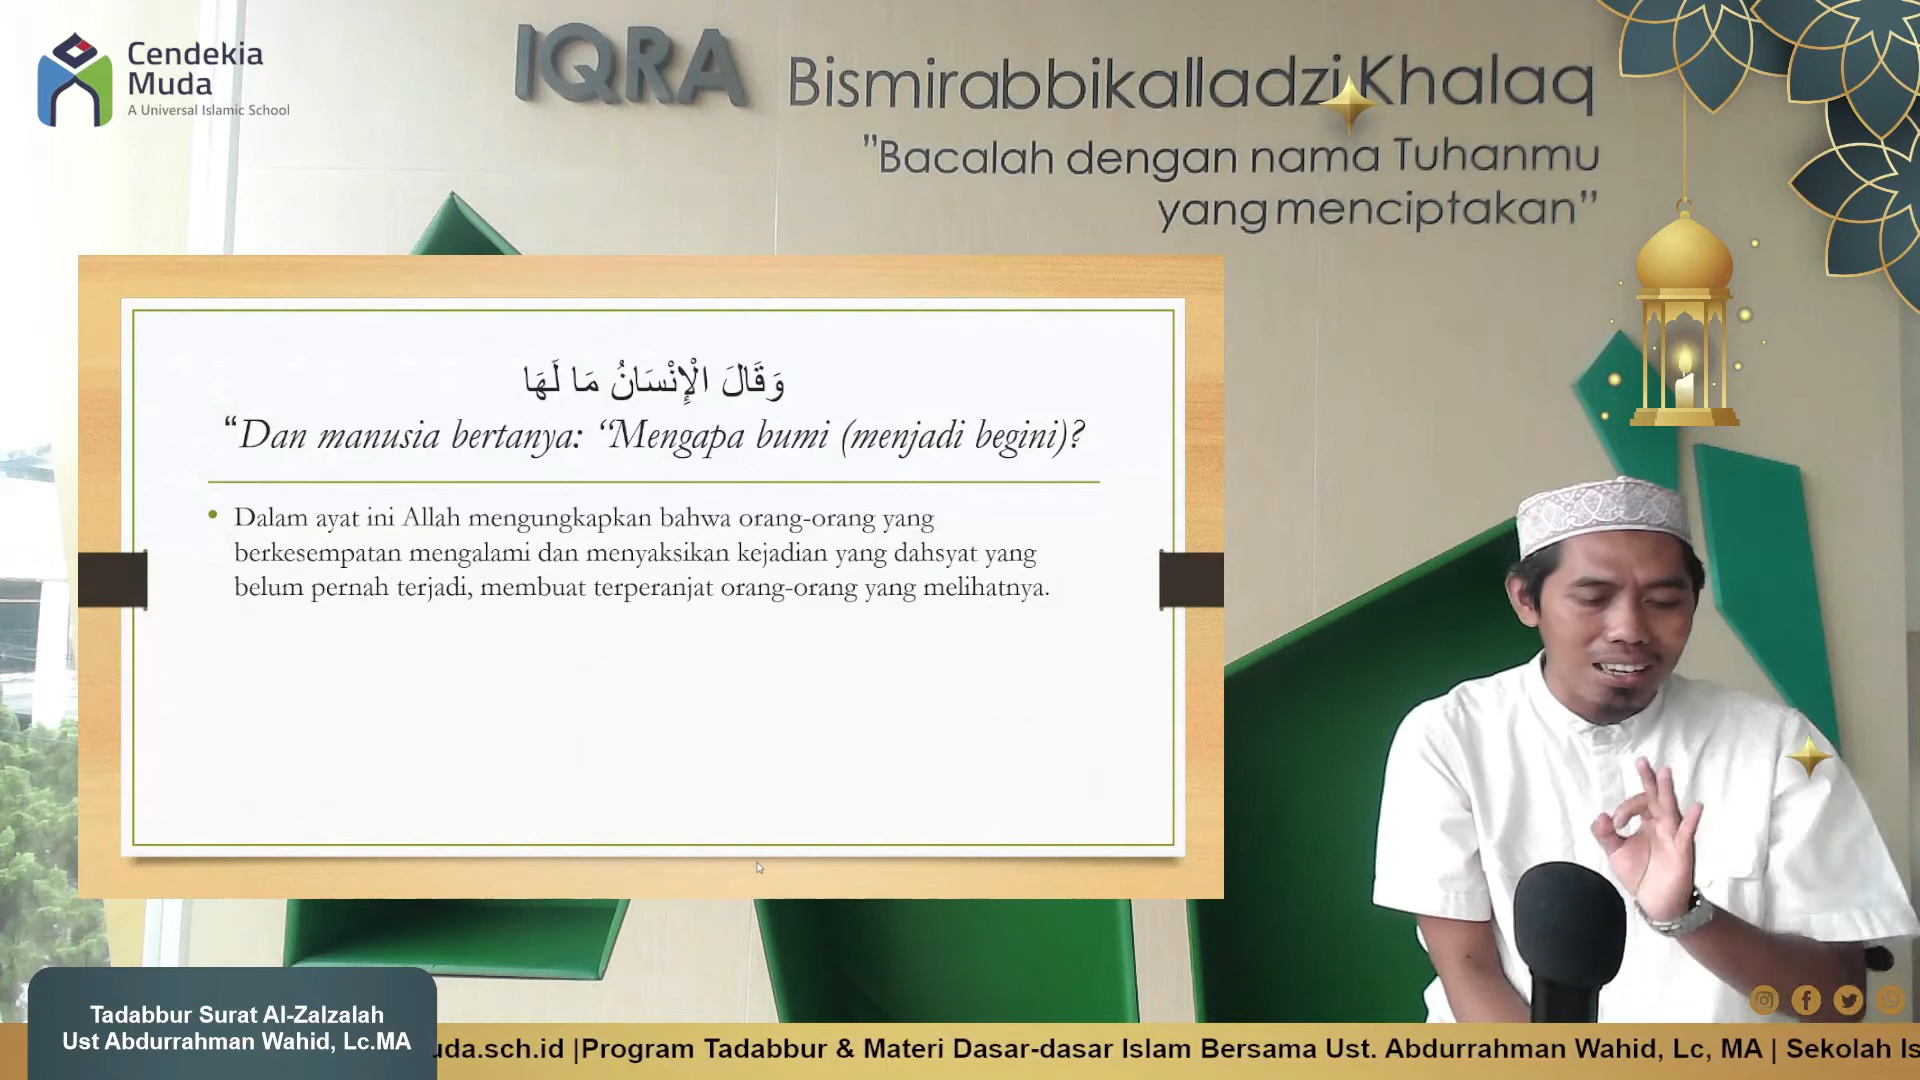 Cendekia
Muda
A Universal Islamic School
IQRA
Bismirabbikalladzi Khalaq
"Bacalah dengan nama Tuhanmu
yang menciptakan"
وَقَالَ الْإِنْسَانُ مَا لَهَا
“Dan manusia bertanya: “Mengapa bumi (menjadi begini)?
• Dalam ayat ini Allah mengungkapkan bahwa orang-orang yang
berkesempatan mengalami dan menyaksikan kejadian yang dahsyat yang
belum pernah terjadi, membuat terperanjat orang-orang yang melihatnya.
Tadabbur Surat Al-Zalzalah
Ust Abdurrahman Wahid, Lc.MA
uda.sch.id |Program Tadabbur & Materi Dasar-dasar Islam Bersama Ust. Abdurrahman Wahid, Lc, MA | Sekolah Is